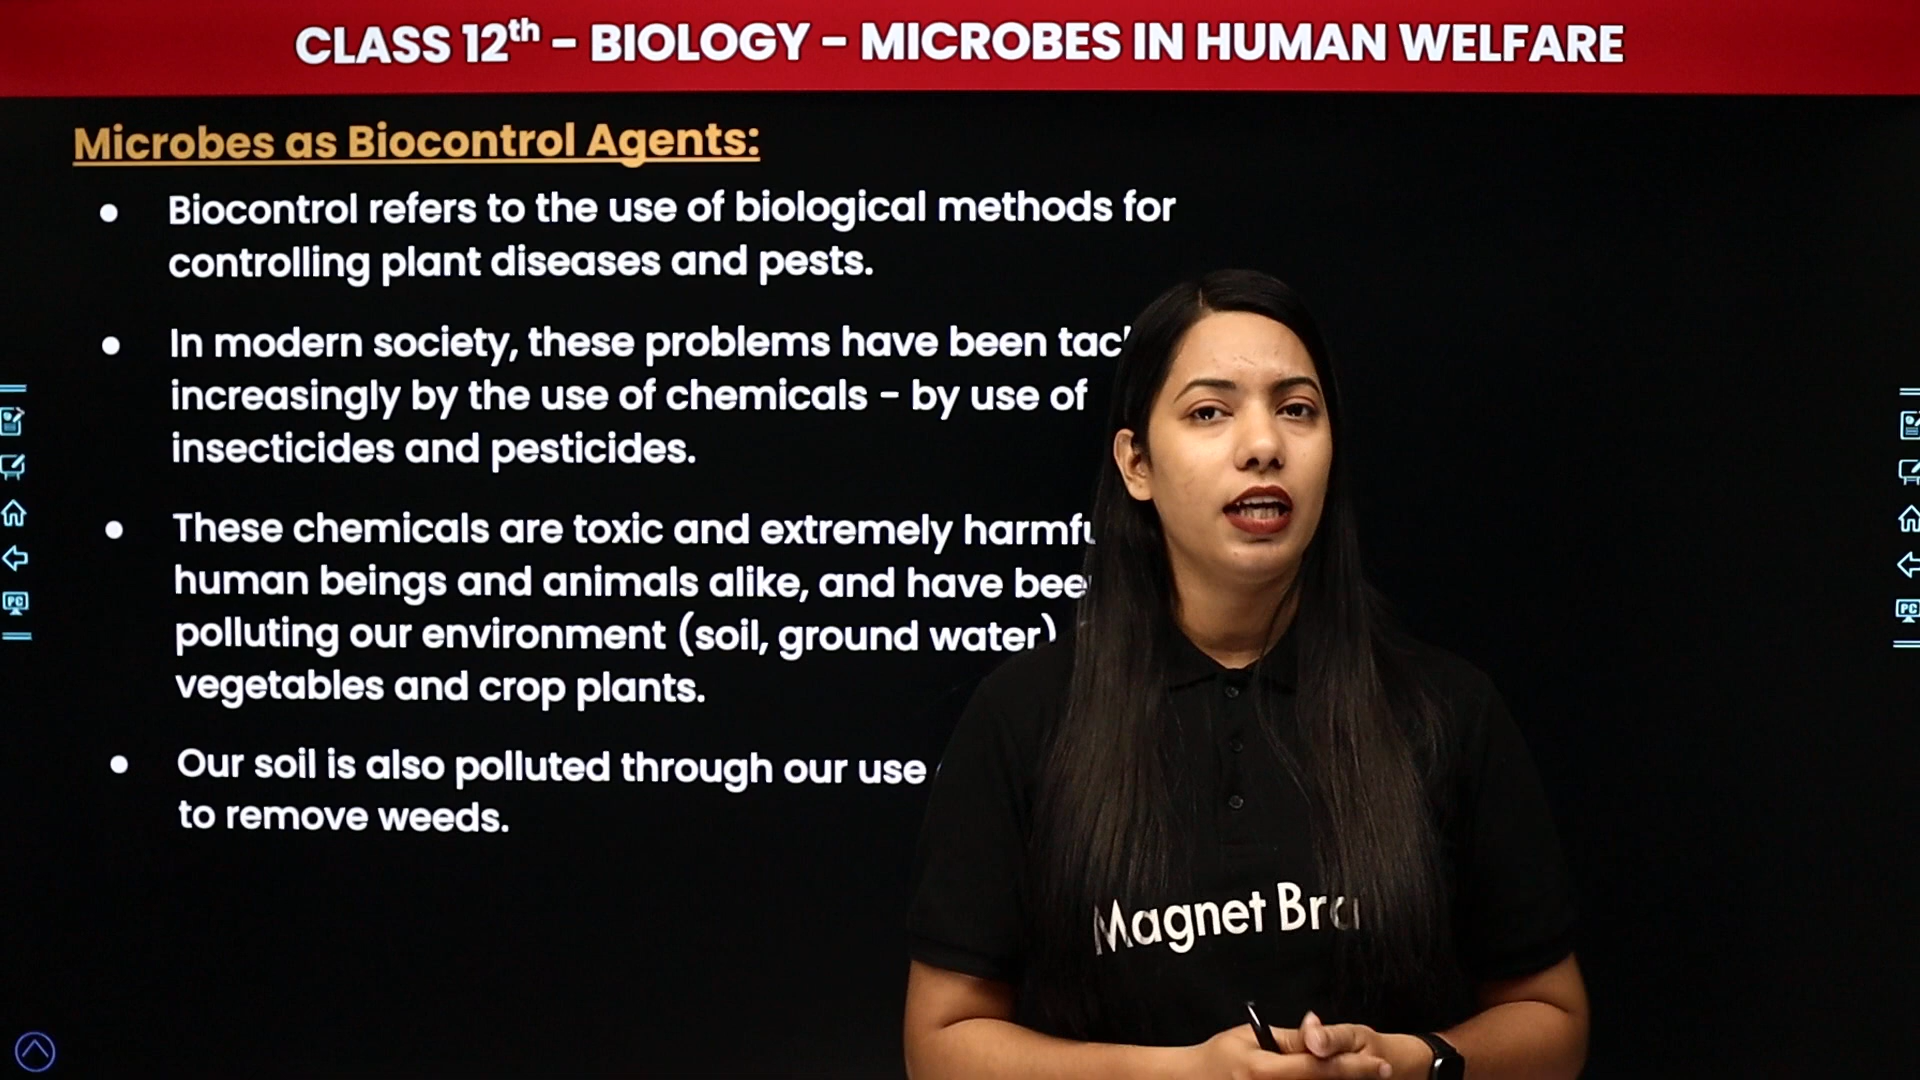 CLASS 12th – BIOLOGY – MICROBES IN HUMAN WELFARE
Microbes as Biocontrol Agents:
• Biocontrol refers to the use of biological methods for
controlling plant diseases and pests.
• In modern society, these problems have been
increasingly by the use of chemicals – by use of
insecticides and pesticides.
• These chemicals are toxic and extremely
human beings and animals alike, and have
polluting our environment (soil, ground water)
vegetables and crop plants.
• Our soil is also polluted through our use
to remove weeds.
Magnet
PC
PC